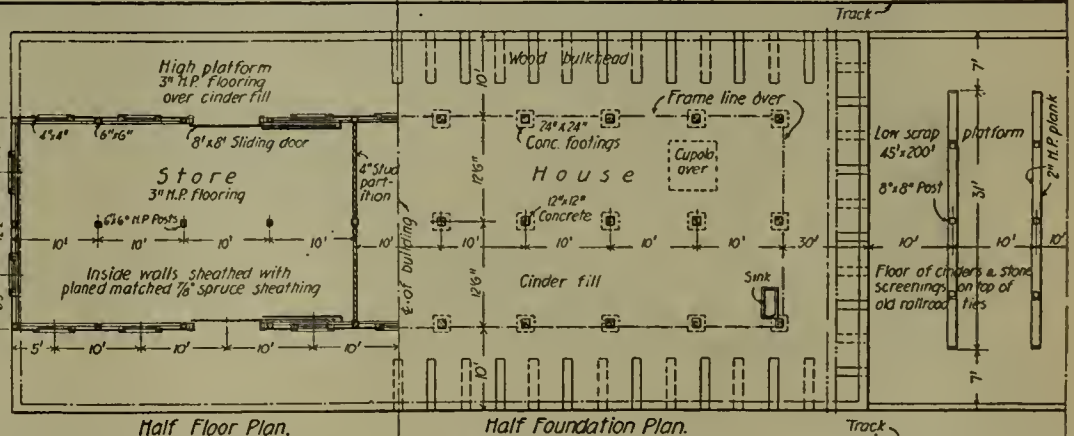 Track
High platform
3" H.P. Flooring
over cinder fill
Wood bulkhead
10'
7'
4"x4"
6"x6"
8'x8' Sliding door
24"x24"
Conc. footings
Frame line over
Low scrap platform
45'x200'
2" H.P. plank
Store
3" H.P. Flooring
4" Stud
part-
ition
12'6"
House
Cupola
over
8"x8" Post
31'
6"x6" H.P. Posts
12"x12"
Concrete
10' 10' 10' 10' 10' 10' 10' 10' 10' 10' 30' 10' 10' 10'
Inside walls sheathed with
planed matched 7/8" spruce sheathing
℄ of building
12'6"
Cinder fill
Sink
Floor of cinders & stone
screenings on top of
old railroad ties
5' 10' 10' 10' 10'
10'
7'
Half Floor Plan.
Half Foundation Plan.
Track